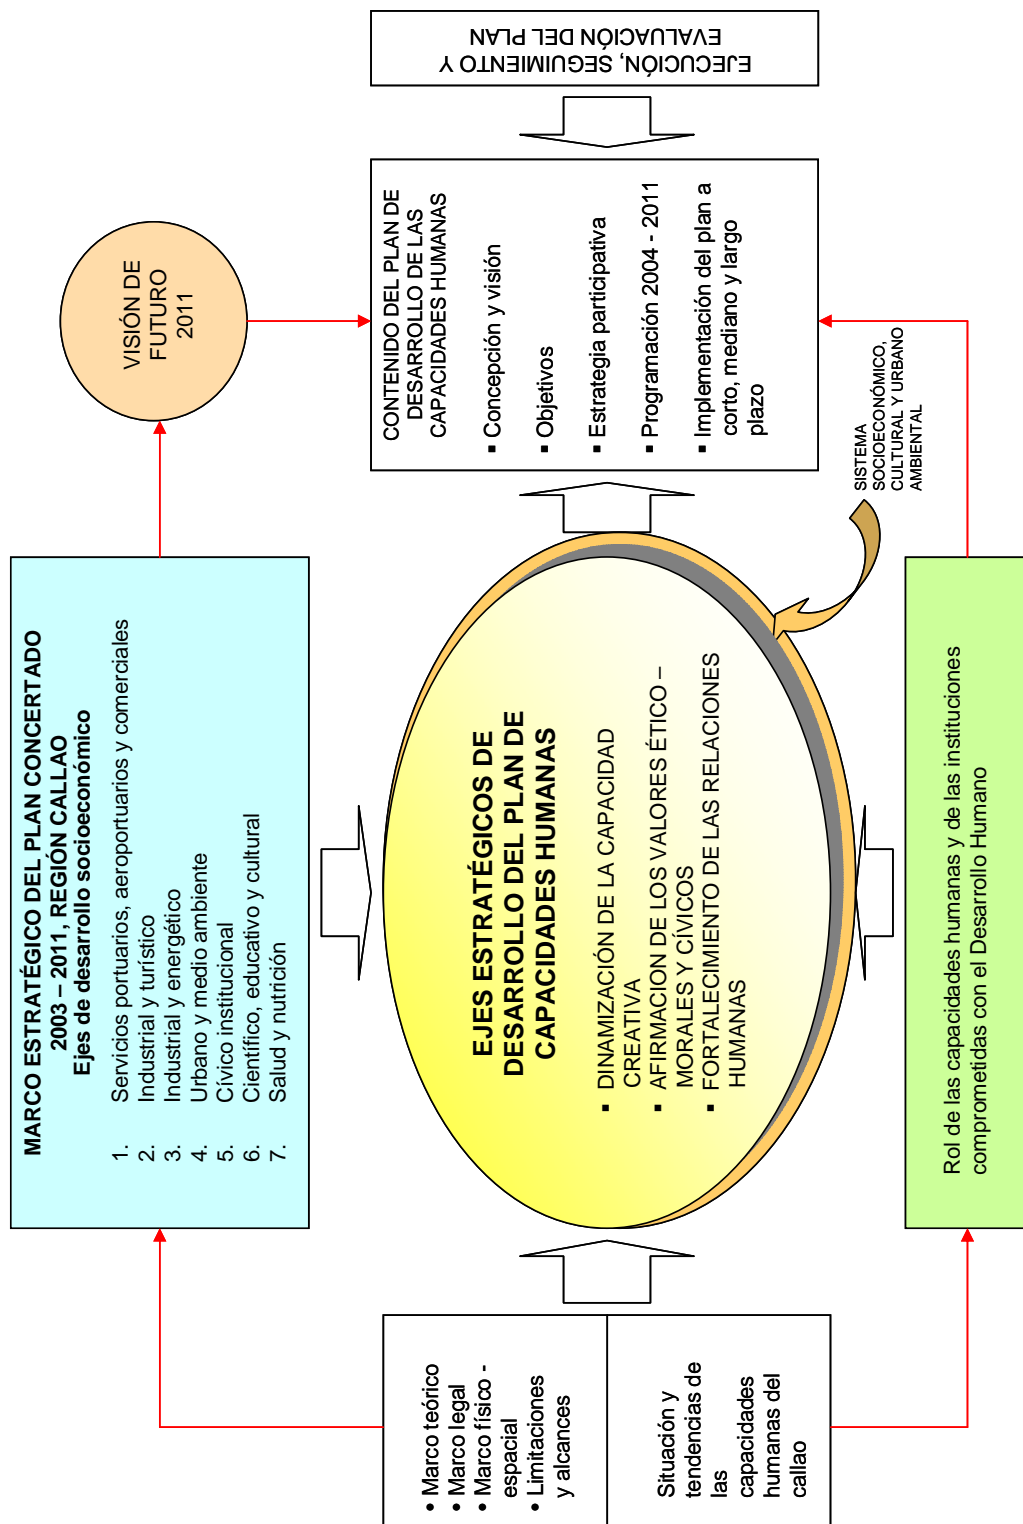 MARCO ESTRATÉGICO DEL PLAN CONCERTADO
2003 – 2011, REGIÓN CALLAO
Ejes de desarrollo socioeconómico
1. Servicios portuarios, aeroportuarios y comerciales
2. Industrial y turístico
3. Industrial y energético
4. Urbano y medio ambiente
5. Cívico institucional
6. Científico, educativo y cultural
7. Salud y nutrición
VISIÓN DE
FUTURO
2011
• Marco teórico
• Marco legal
• Marco físico -
espacial
• Limitaciones
y alcances
Situación y
tendencias de
las
capacidades
humanas del
callao
EJES ESTRATÉGICOS DE
DESARROLLO DEL PLAN DE
CAPACIDADES HUMANAS
▪ DINAMIZACIÓN DE LA CAPACIDAD
CREATIVA
▪ AFIRMACION DE LOS VALORES ÉTICO –
MORALES Y CÍVICOS
▪ FORTALECIMIENTO DE LAS RELACIONES
HUMANAS
CONTENIDO DEL PLAN DE
DESARROLLO DE LAS
CAPACIDADES HUMANAS
▪ Concepción y visión
▪ Objetivos
▪ Estrategia participativa
▪ Programación 2004 - 2011
▪ Implementación del plan a
corto, mediano y largo
plazo
EJECUCIÓN, SEGUIMIENTO Y
EVALUACIÓN DEL PLAN
SISTEMA
SOCIOECONÓMICO,
CULTURAL Y URBANO
AMBIENTAL
Rol de las capacidades humanas y de las instituciones
comprometidas con el Desarrollo Humano